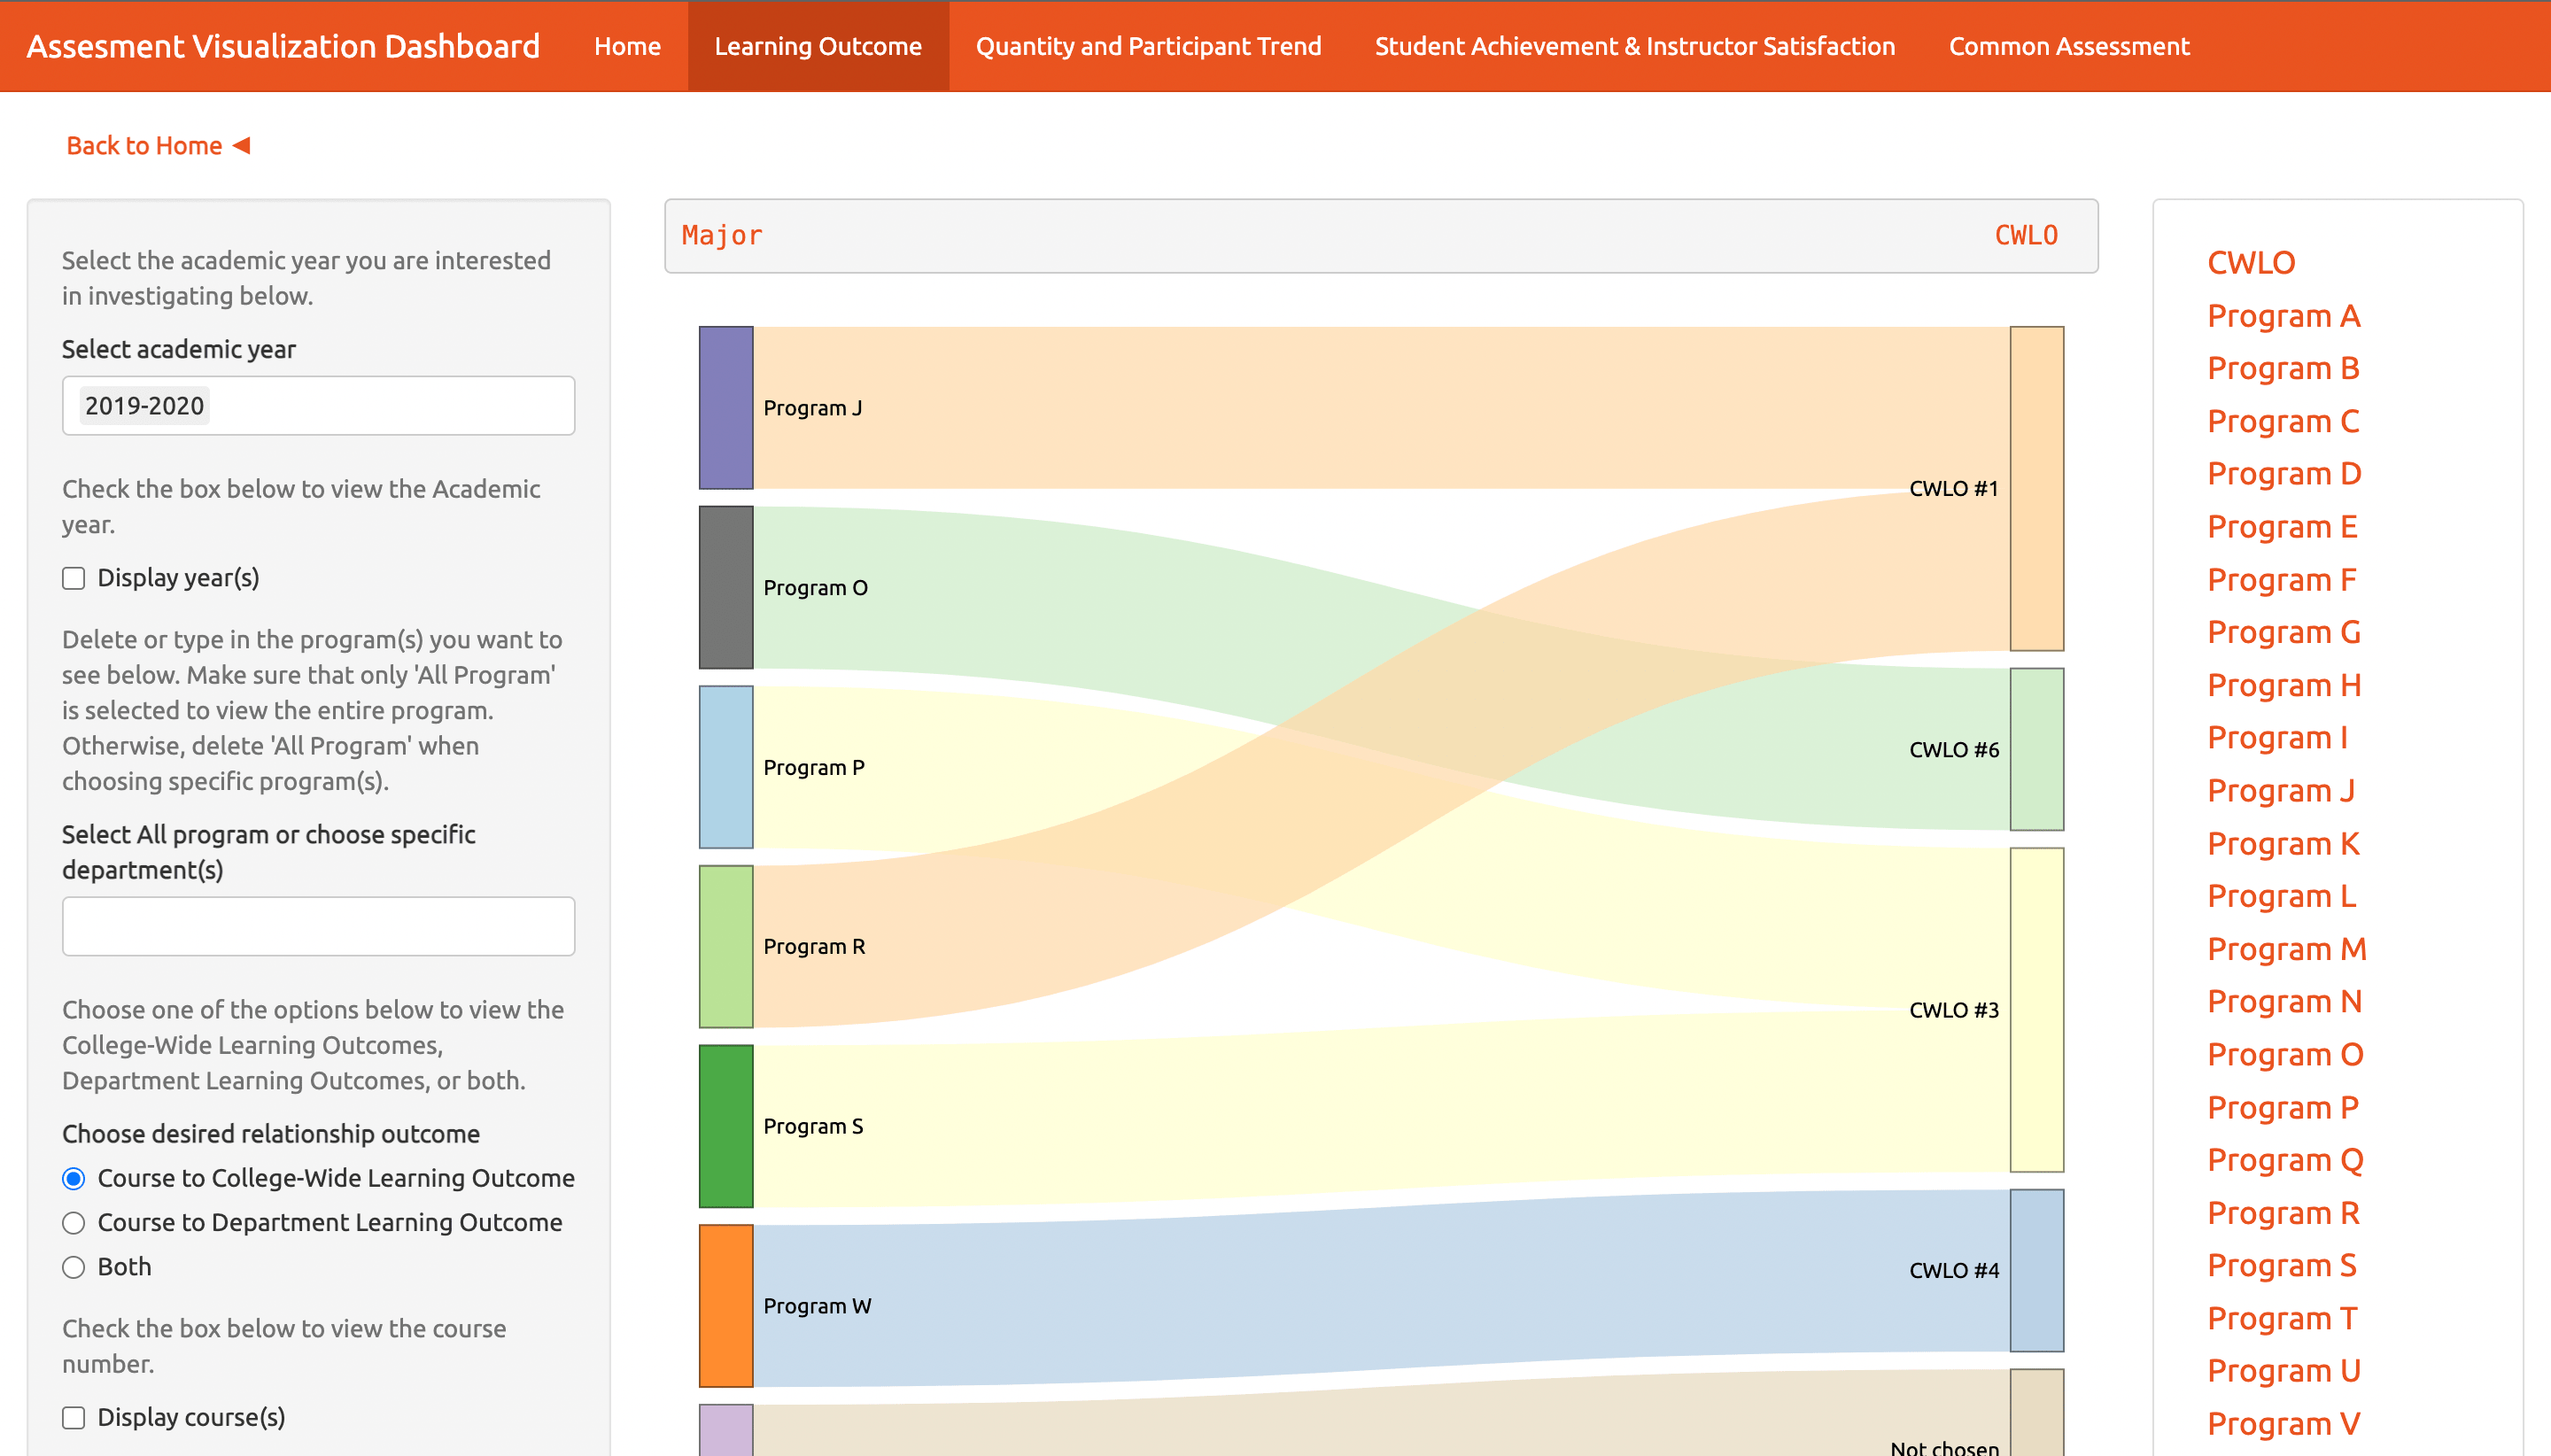 Assesment Visualization Dashboard
Home
Learning Outcome
Quantity and Participant Trend
Student Achievement & Instructor Satisfaction
Common Assessment
Back to Home ◀
Select the academic year you are interested
in investigating below.
Select academic year
2019-2020
Check the box below to view the Academic
year.
Display year(s)
Delete or type in the program(s) you want to
see below. Make sure that only 'All Program'
is selected to view the entire program.
Otherwise, delete 'All Program' when
choosing specific program(s).
Select All program or choose specific
department(s)
Choose one of the options below to view the
College-Wide Learning Outcomes,
Department Learning Outcomes, or both.
Choose desired relationship outcome
Course to College-Wide Learning Outcome
Course to Department Learning Outcome
Both
Check the box below to view the course
number.
Display course(s)
Major
CWLO
Program J
Program O
Program P
Program R
Program S
Program W
CWLO #1
CWLO #6
CWLO #3
CWLO #4
Not chosen
CWLO
Program A
Program B
Program C
Program D
Program E
Program F
Program G
Program H
Program I
Program J
Program K
Program L
Program M
Program N
Program O
Program P
Program Q
Program R
Program S
Program T
Program U
Program V